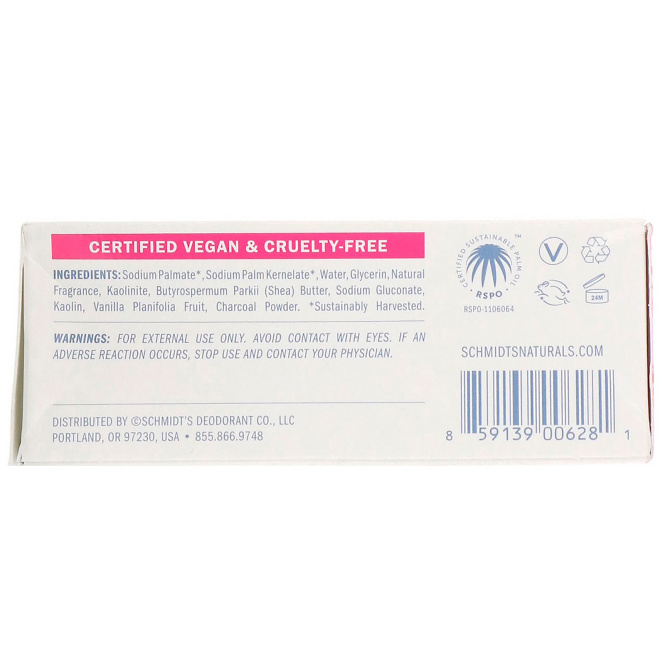 CERTIFIED VEGAN & CRUELTY-FREE
INGREDIENTS: Sodium Palmate*, Sodium Palm Kernelate*, Water, Glycerin, Natural
Fragrance, Kaolinite, Butyrospermum Parkii (Shea) Butter, Sodium Gluconate,
Kaolin, Vanilla Planifolia Fruit, Charcoal Powder. *Sustainably Harvested.
WARNINGS: FOR EXTERNAL USE ONLY. AVOID CONTACT WITH EYES. IF AN
ADVERSE REACTION OCCURS, STOP USE AND CONTACT YOUR PHYSICIAN.
DISTRIBUTED BY ©SCHMIDT'S DEODORANT CO., LLC
PORTLAND, OR 97230, USA • 855.866.9748
CERTIFIED SUSTAINABLE PALM OIL ™
• RSPO •
RSPO-1106064
V
24M
SCHMIDTSNATURALS.COM
8 59139 00628 1